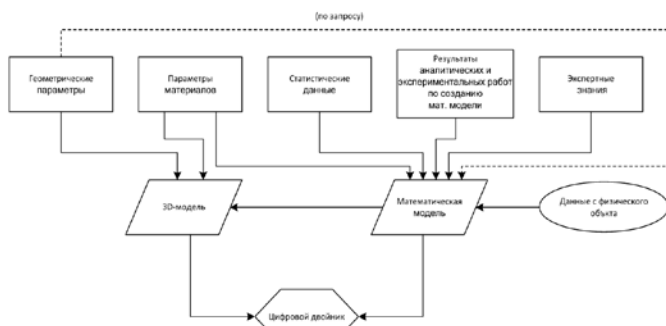 (по запросу)
Геометрические
параметры
Параметры
материалов
Статистические
данные
Результаты
аналитических и
экспериментальных работ
по созданию
мат. модели
Экспертные
знания
3D-модель
Математическая
модель
Данные с физического
объкта
Цифровой двойник